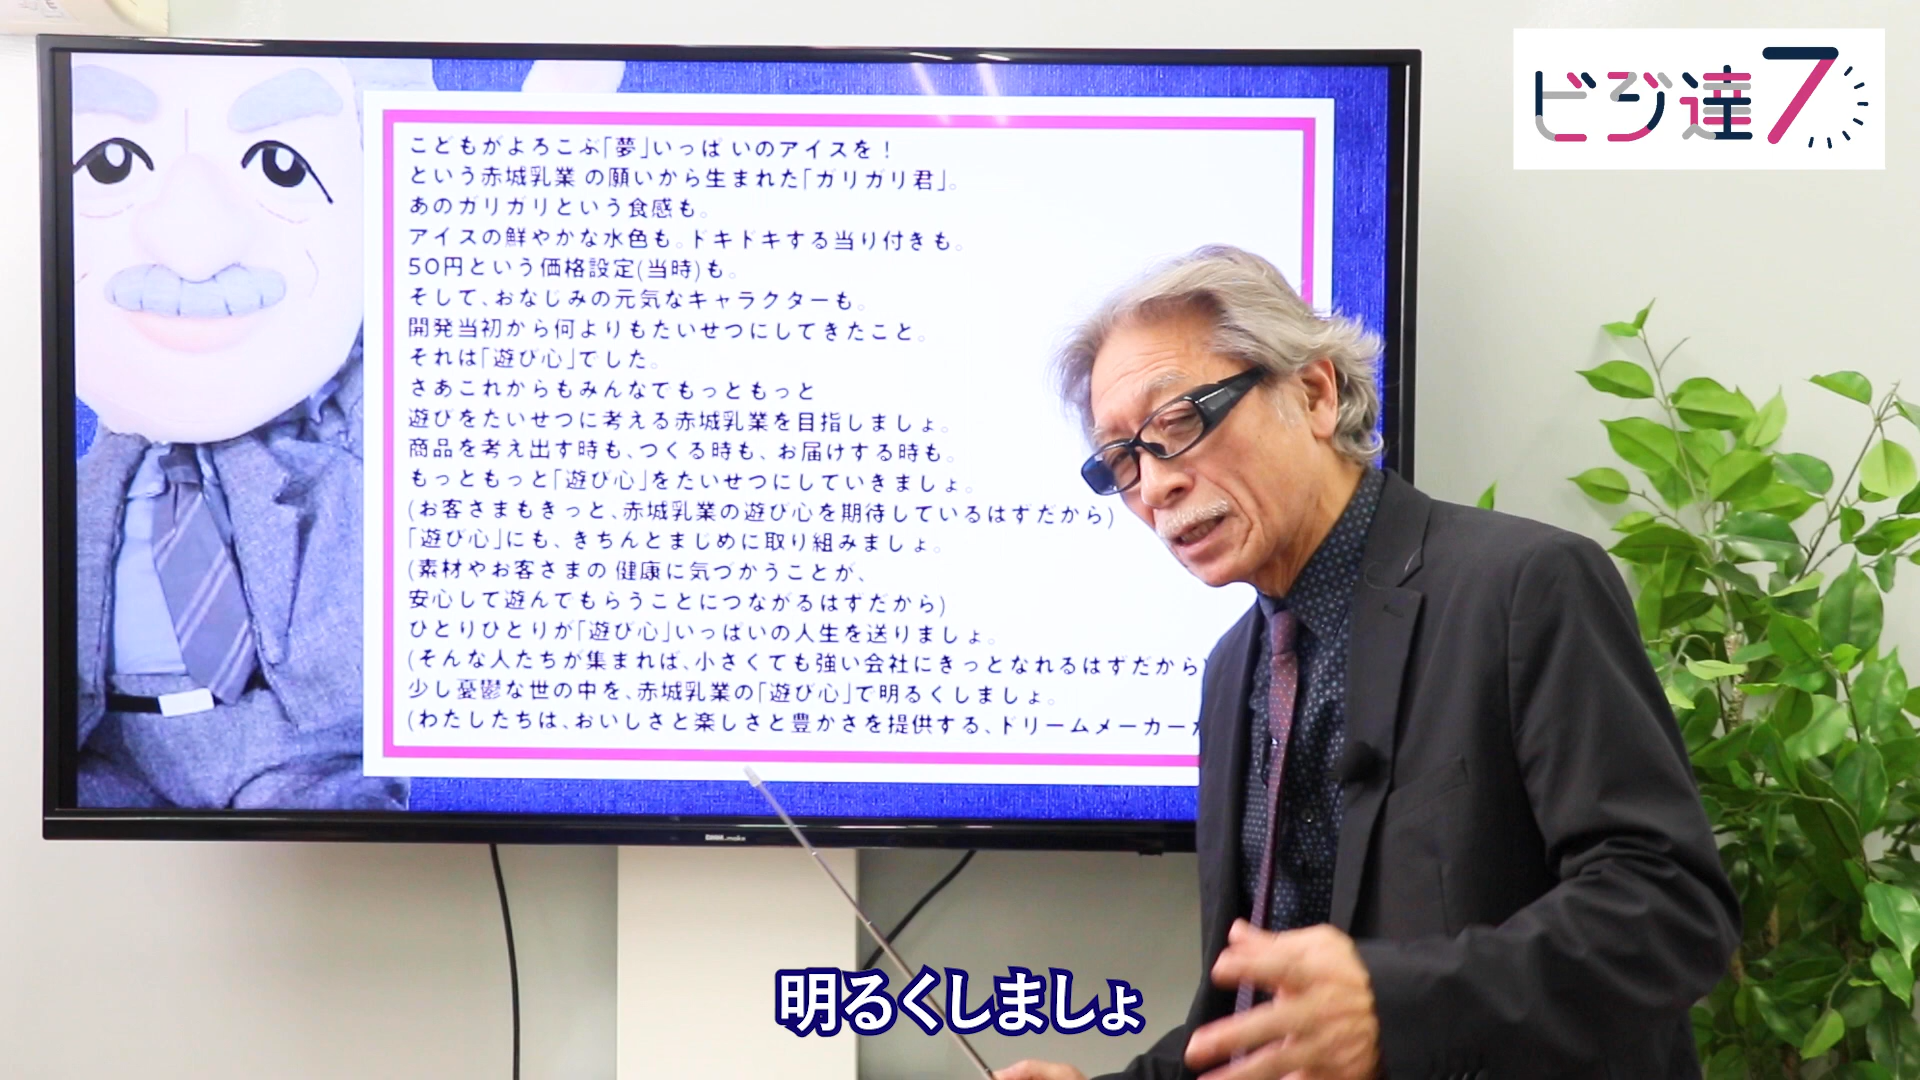 ビジ達7
こどもがよろこぶ「夢」いっぱいのアイスを！
という赤城乳業の願いから生まれた「ガリガリ君」。
あのガリガリという食感も。
アイスの鮮やかな水色も。ドキドキする当り付きも。
50円という価格設定(当時)も。
そして、おなじみの元気なキャラクターも。
開発当初から何よりもたいせつにしてきたこと。
それは「遊び心」でした。
さあこれからもみんなでもっともっと
遊びをたいせつに考える赤城乳業を目指しましょ。
商品を考え出す時も、つくる時も、お届けする時も。
もっともっと「遊び心」をたいせつにしていきましょ。
(お客さまもきっと、赤城乳業の遊び心を期待しているはずだから)
「遊び心」にも、きちんとまじめに取り組みましょ。
(素材やお客さまの健康に気づかうことが、
安心して遊んでもらうことにつながるはずだから)
ひとりひとりが「遊び心」いっぱいの人生を送りましょ。
(そんな人たちが集まれば、小さくても強い会社にきっとなれるはずだから)
少し憂鬱な世の中を、赤城乳業の「遊び心」で明るくしましょ。
(わたしたちは、おいしさと楽しさと豊かさを提供する、ドリームメーカー
DMM.make
明るくしましょ